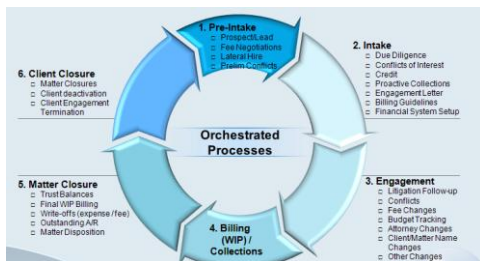 1. Pre-Intake
Prospect/Lead
Fee Negotiations
Lateral Hire
Prelim Conflicts
2. Intake
Due Diligence
Conflicts of Interest
Credit
Proactive Collections
Engagement Letter
Billing Guidelines
Financial System Setup
3. Engagement
Litigation Follow-up
Conflicts
Fee Changes
Budget Tracking
Attorney Changes
Client/Matter Name
Changes
Other Changes
4. Billing
(WIP) /
Collections
5. Matter Closure
Trust Balances
Final WIP Billing
Write-offs (expense / fee)
Outstanding A/R
Matter Disposition
6. Client Closure
Matter Closures
Client deactivation
Client Engagement
Termination
Orchestrated
Processes